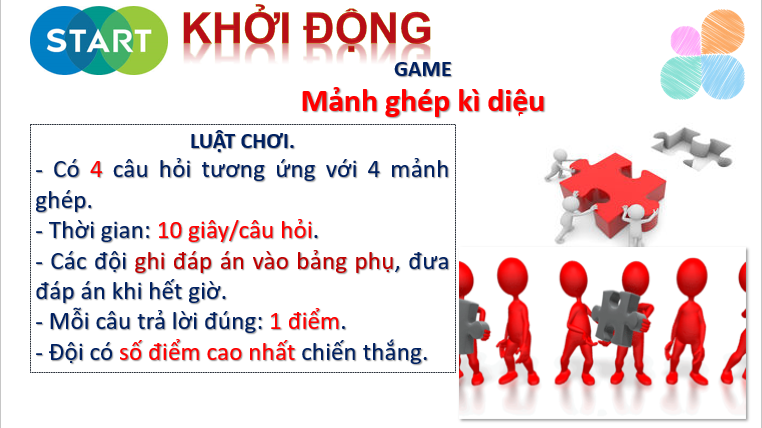 START
KHỞI ĐỘNG
GAME
Mảnh ghép kì diệu
LUẬT CHƠI.
- Có 4 câu hỏi tương ứng với 4 mảnh
ghép.
- Thời gian: 10 giây/câu hỏi.
- Các đội ghi đáp án vào bảng phụ, đưa
đáp án khi hết giờ.
- Mỗi câu trả lời đúng: 1 điểm.
- Đội có số điểm cao nhất chiến thắng.